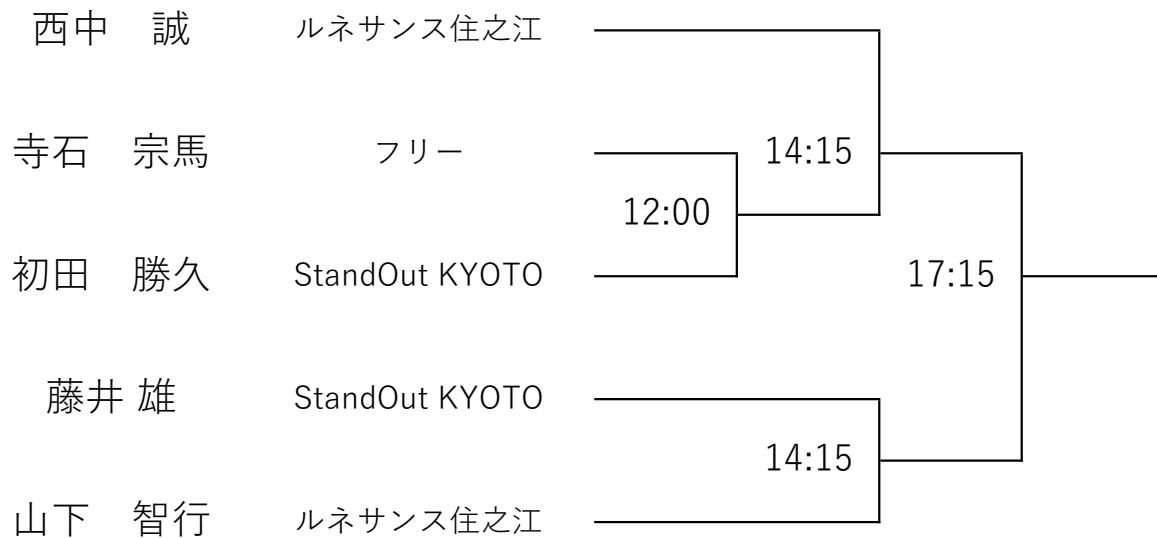 西中　誠 ルネサンス住之江
寺石　宗馬 フリー 14:15
12:00
初田　勝久 StandOut KYOTO 17:15
藤井 雄 StandOut KYOTO
14:15
山下　智行 ルネサンス住之江